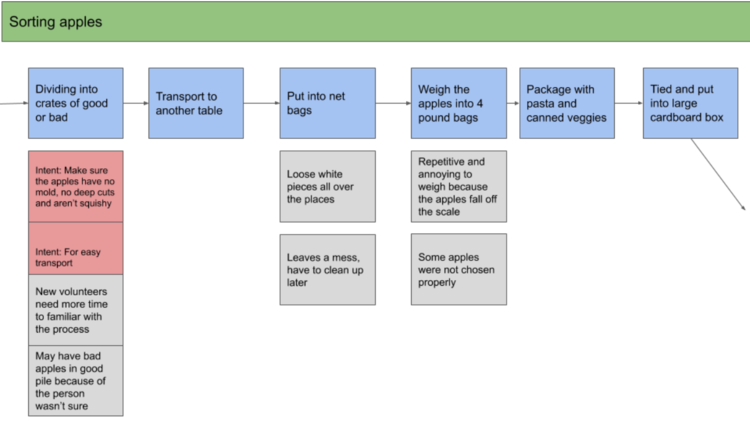 Sorting apples
Dividing into
crates of good
or bad
Transport to
another table
Put into net
bags
Weigh the
apples into 4
pound bags
Package with
pasta and
canned veggies
Tied and put
into large
cardboard box
Intent: Make sure
the apples have no
mold, no deep cuts
and aren't squishy
Intent: For easy
transport
New volunteers
need more time
to familiar with
the process
May have bad
apples in good
pile because of
the person
wasn't sure
Loose white
pieces all over
the places
Leaves a mess,
have to clean up
later
Repetitive and
annoying to
weigh because
the apples fall off
the scale
Some apples
were not chosen
properly